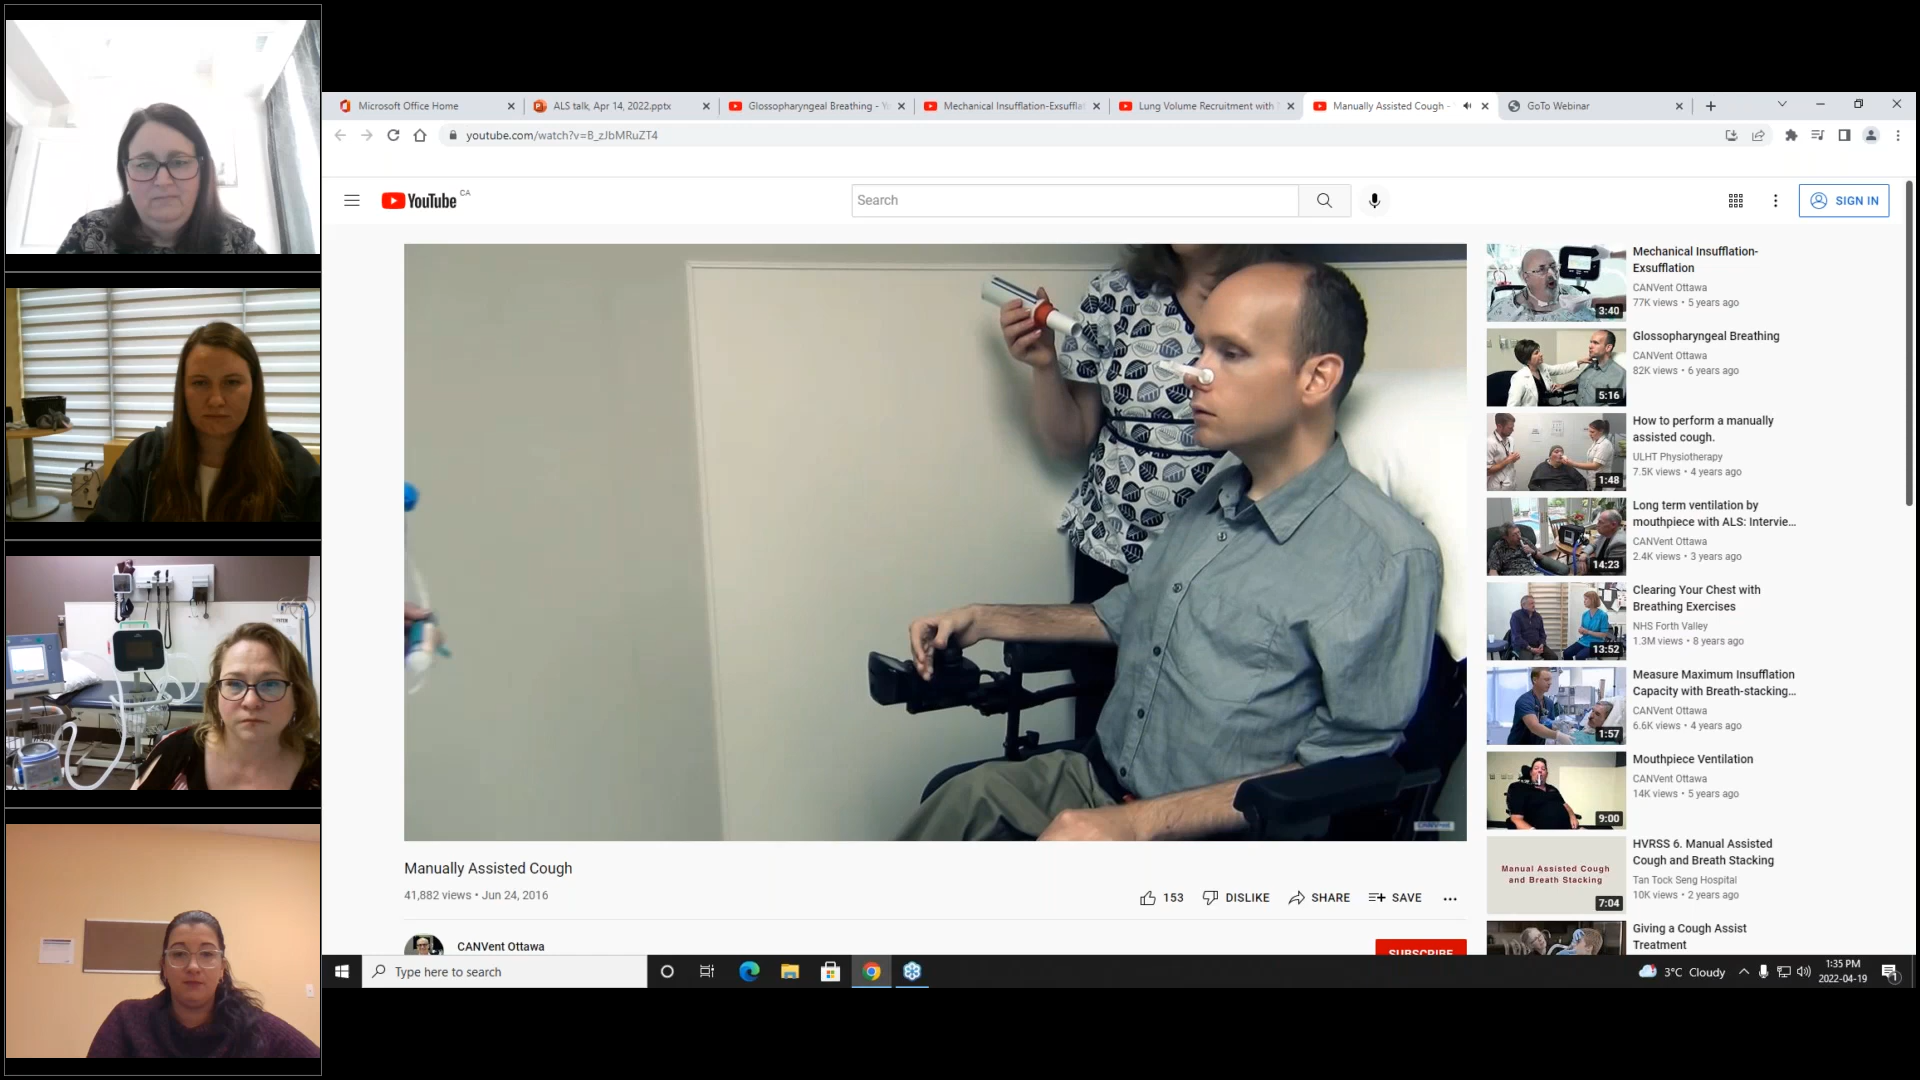 Microsoft Office Home
ALS talk, Apr 14, 2022.pptx
Glossopharyngeal Breathing - Y
Mechanical Insufflation-Exsufflat
Lung Volume Recruitment with
Manually Assisted Cough -
GoTo Webinar
youtube.com/watch?v=B_zJbMRuZT4
YouTube CA
Search
SIGN IN
CANVent
Manually Assisted Cough
41,882 views • Jun 24, 2016
153
DISLIKE
SHARE
SAVE
CANVent Ottawa
SUBSCRIBE
3:40
Mechanical Insufflation-
Exsufflation
CANVent Ottawa
77K views • 5 years ago
5:16
Glossopharyngeal Breathing
CANVent Ottawa
82K views • 6 years ago
1:48
How to perform a manually
assisted cough.
ULHT Physiotherapy
7.5K views • 4 years ago
14:23
Long term ventilation by
mouthpiece with ALS: Intervie...
CANVent Ottawa
2.4K views • 3 years ago
13:52
Clearing Your Chest with
Breathing Exercises
NHS Forth Valley
1.3M views • 8 years ago
1:57
Measure Maximum Insufflation
Capacity with Breath-stacking...
CANVent Ottawa
6.6K views • 4 years ago
9:00
Mouthpiece Ventilation
CANVent Ottawa
14K views • 5 years ago
Manual Assisted Cough
and Breath Stacking
7:04
HVRSS 6. Manual Assisted
Cough and Breath Stacking
Tan Tock Seng Hospital
10K views • 2 years ago
Giving a Cough Assist
Treatment
Type here to search
3°C Cloudy
1:35 PM
2022-04-19
1